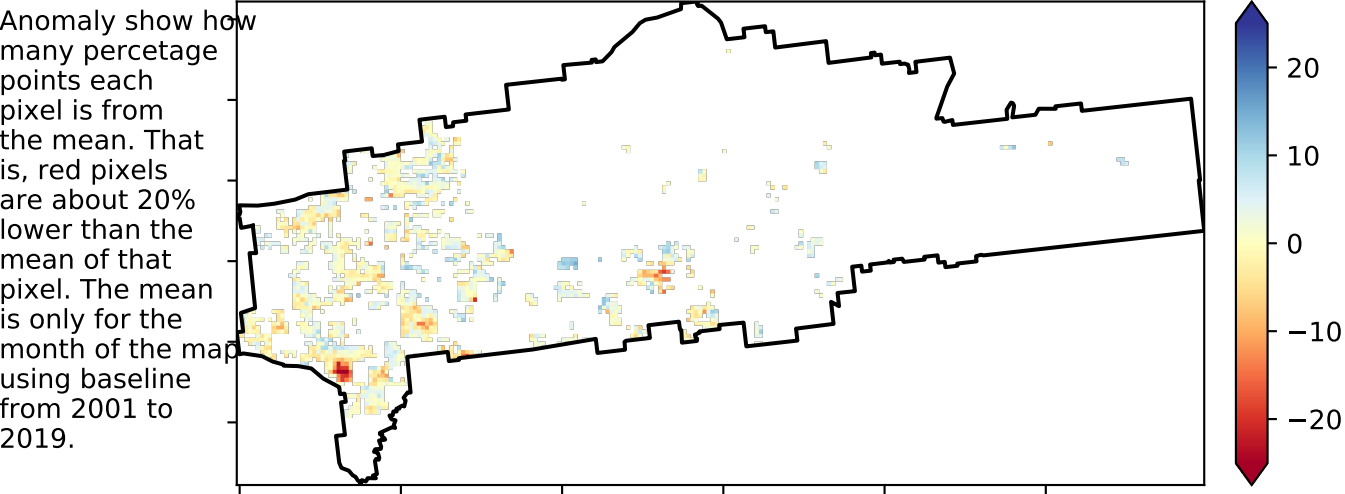 Anomaly show how
many percetage
points each
pixel is from
the mean. That
is, red pixels
are about 20%
lower than the
mean of that
pixel. The mean
is only for the
month of the map
using baseline
from 2001 to
2019.
20
10
0
−10
−20